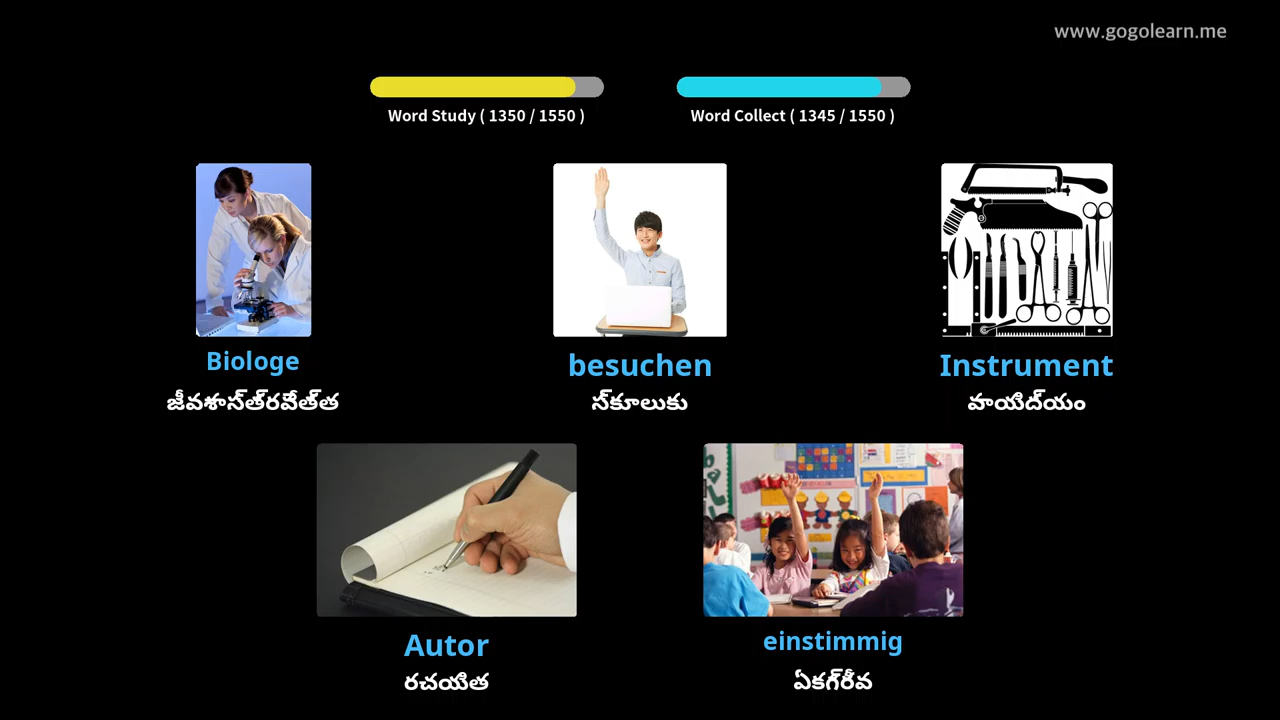 www.gogolearn.me
Word Study ( 1350 / 1550 )
Word Collect ( 1345 / 1550 )
Biologe
besuchen
Instrument
జీవశాస్త్రవేత్త
స్కూలుకు
వాయిద్యం
Autor
einstimmig
రచయిత
ఏకగ్రీవ